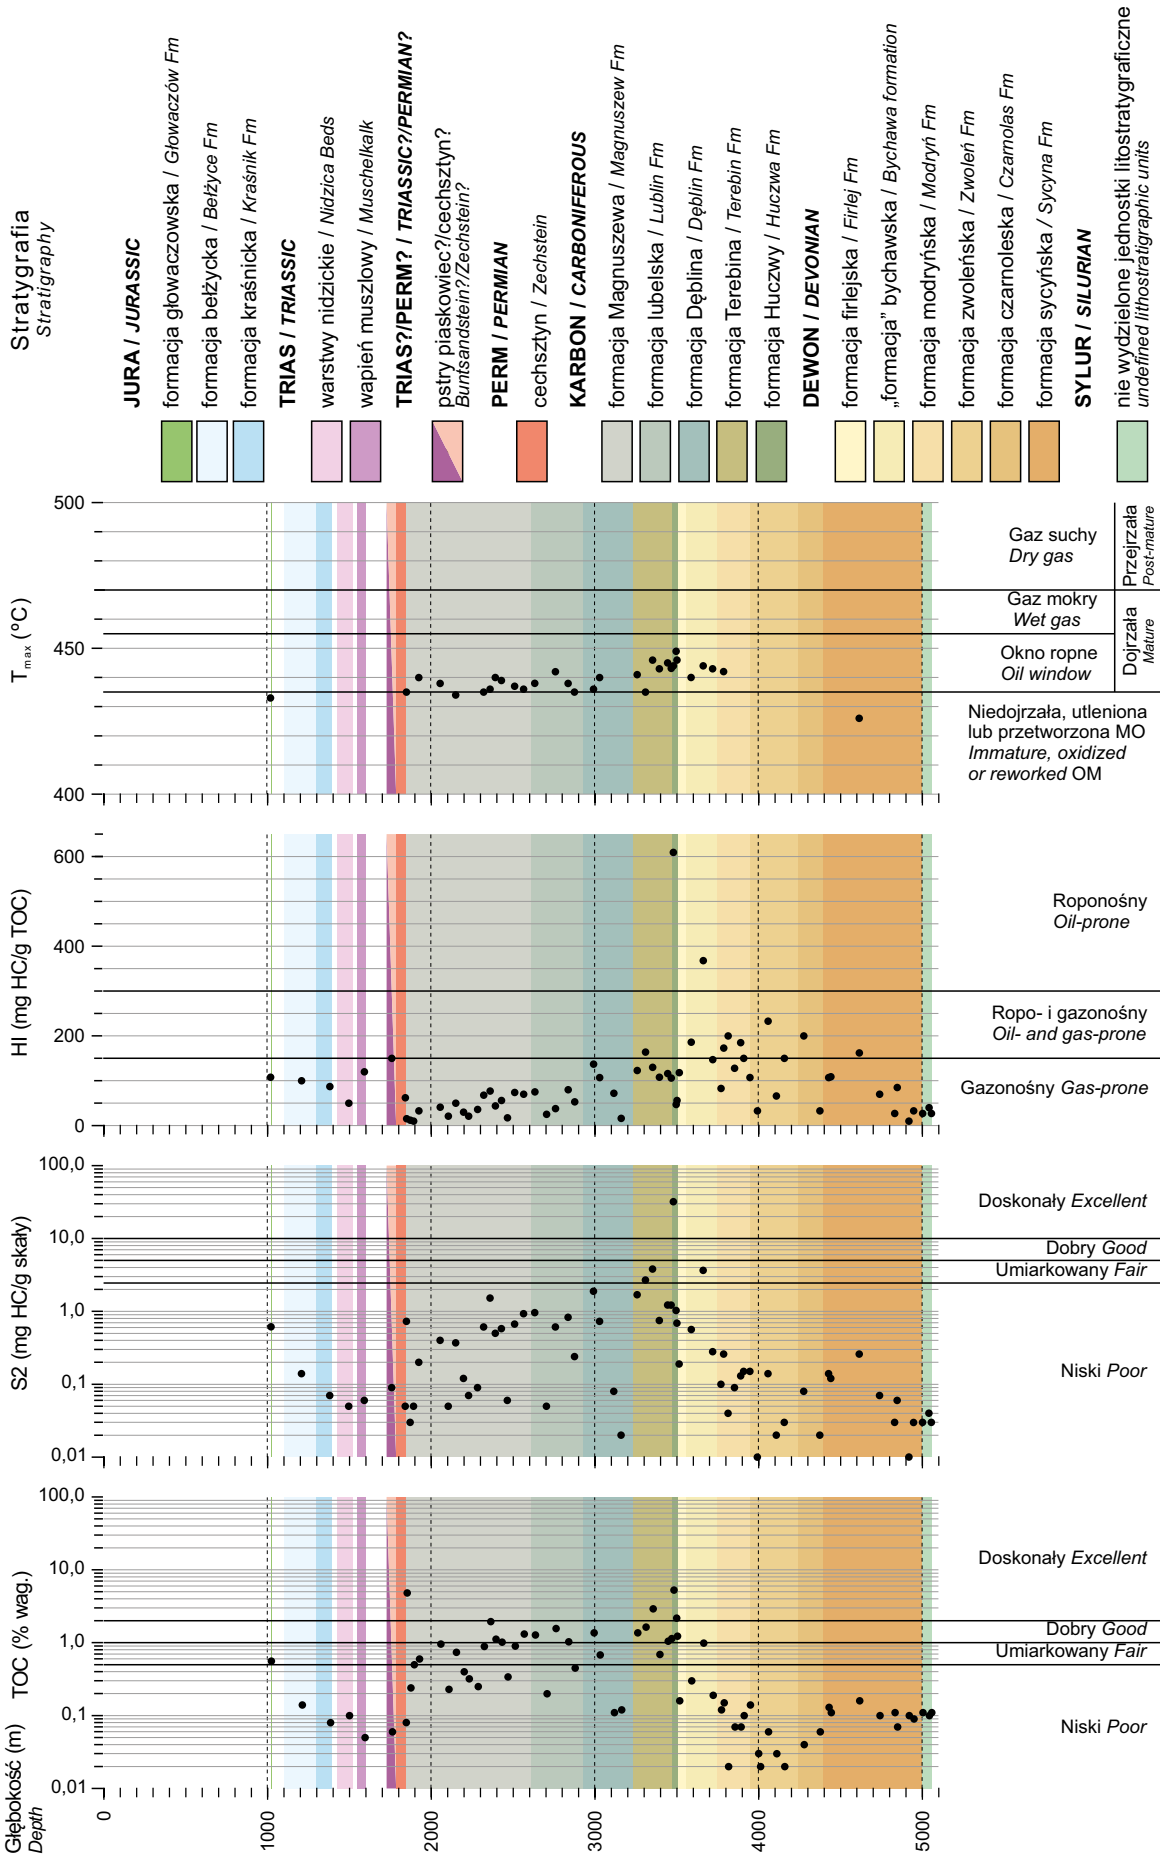 Stratygrafia
Stratigraphy
JURA / JURASSIC
formacja głowaczowska / Głowaczów Fm
formacja bełżycka / Bełżyce Fm
formacja kraśnicka / Kraśnik Fm
TRIAS / TRIASSIC
warstwy nidzickie / Nidzica Beds
wapień muszlowy / Muschelkalk
TRIAS?/PERM? / TRIASSIC?/PERMIAN?
pstry piaskowiec?/cechsztyn?
Buntsandstein?/Zechstein?
PERM / PERMIAN
cechsztyn / Zechstein
KARBON / CARBONIFEROUS
formacja Magnuszewa / Magnuszew Fm
formacja lubelska / Lublin Fm
formacja Dęblina / Dęblin Fm
formacja Terebina / Terebin Fm
formacja Huczwy / Huczwa Fm
DEWON / DEVONIAN
formacja firlejska / Firlej Fm
„formacja” bychawska / Bychawa formation
formacja modryńska / Modryń Fm
formacja zwoleńska / Zwoleń Fm
formacja czarnoleska / Czarnolas Fm
formacja sycyńska / Sycyna Fm
SYLUR / SILURIAN
nie wydzielone jednostki litostratygraficzne
undefined lithostratigraphic units
Tmax (ºC)
500
450
400
Gaz suchy
Dry gas
Gaz mokry
Wet gas
Okno ropne
Oil window
Niedojrzała, utleniona
lub przetworzona MO
Immature, oxidized
or reworked OM
Przejrzała
Post-mature
Dojrzała
Mature
HI (mg HC/g TOC)
600
400
200
0
Roponośny
Oil-prone
Ropo- i gazonośny
Oil- and gas-prone
Gazonośny Gas-prone
S2 (mg HC/g skały)
100,0
10,0
1,0
0,1
0,01
Doskonały Excellent
Dobry Good
Umiarkowany Fair
Niski Poor
TOC (% wag.)
100,0
10,0
1,0
0,1
0,01
Doskonały Excellent
Dobry Good
Umiarkowany Fair
Niski Poor
Głębokość (m)
Depth
0
1000
2000
3000
4000
5000